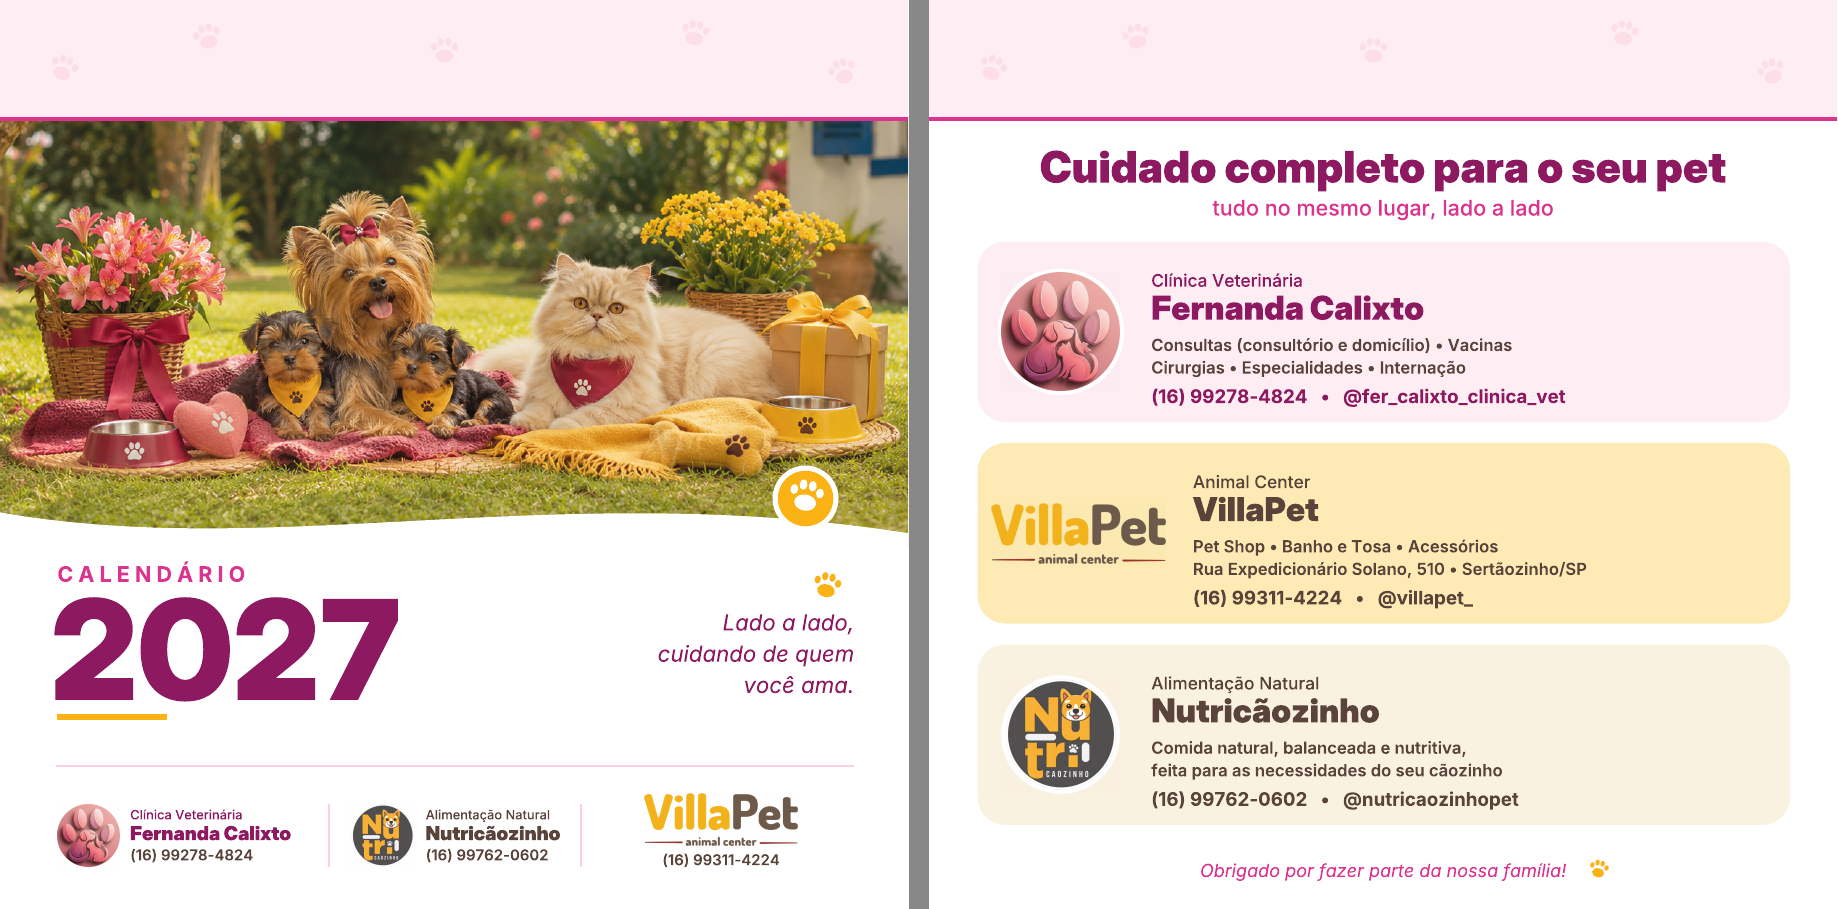 CALENDÁRIO
2027
Lado a lado,
cuidando de quem
você ama.
Clínica Veterinária
Fernanda Calixto
(16) 99278-4824
Nutri
CAOZINHO
Alimentação Natural
Nutricãozinho
(16) 99762-0602
VillaPet
animal center
(16) 99311-4224
Cuidado completo para o seu pet
tudo no mesmo lugar, lado a lado
Clínica Veterinária
Fernanda Calixto
Consultas (consultório e domicílio) • Vacinas
Cirurgias • Especialidades • Internação
(16) 99278-4824 • @fer_calixto_clinica_vet
VillaPet
animal center
Animal Center
VillaPet
Pet Shop • Banho e Tosa • Acessórios
Rua Expedicionário Solano, 510 • Sertãozinho/SP
(16) 99311-4224 • @villapet_
Nutri
CAOZINHO
Alimentação Natural
Nutricãozinho
Comida natural, balanceada e nutritiva,
feita para as necessidades do seu cãozinho
(16) 99762-0602 • @nutricaozinhopet
Obrigado por fazer parte da nossa família!